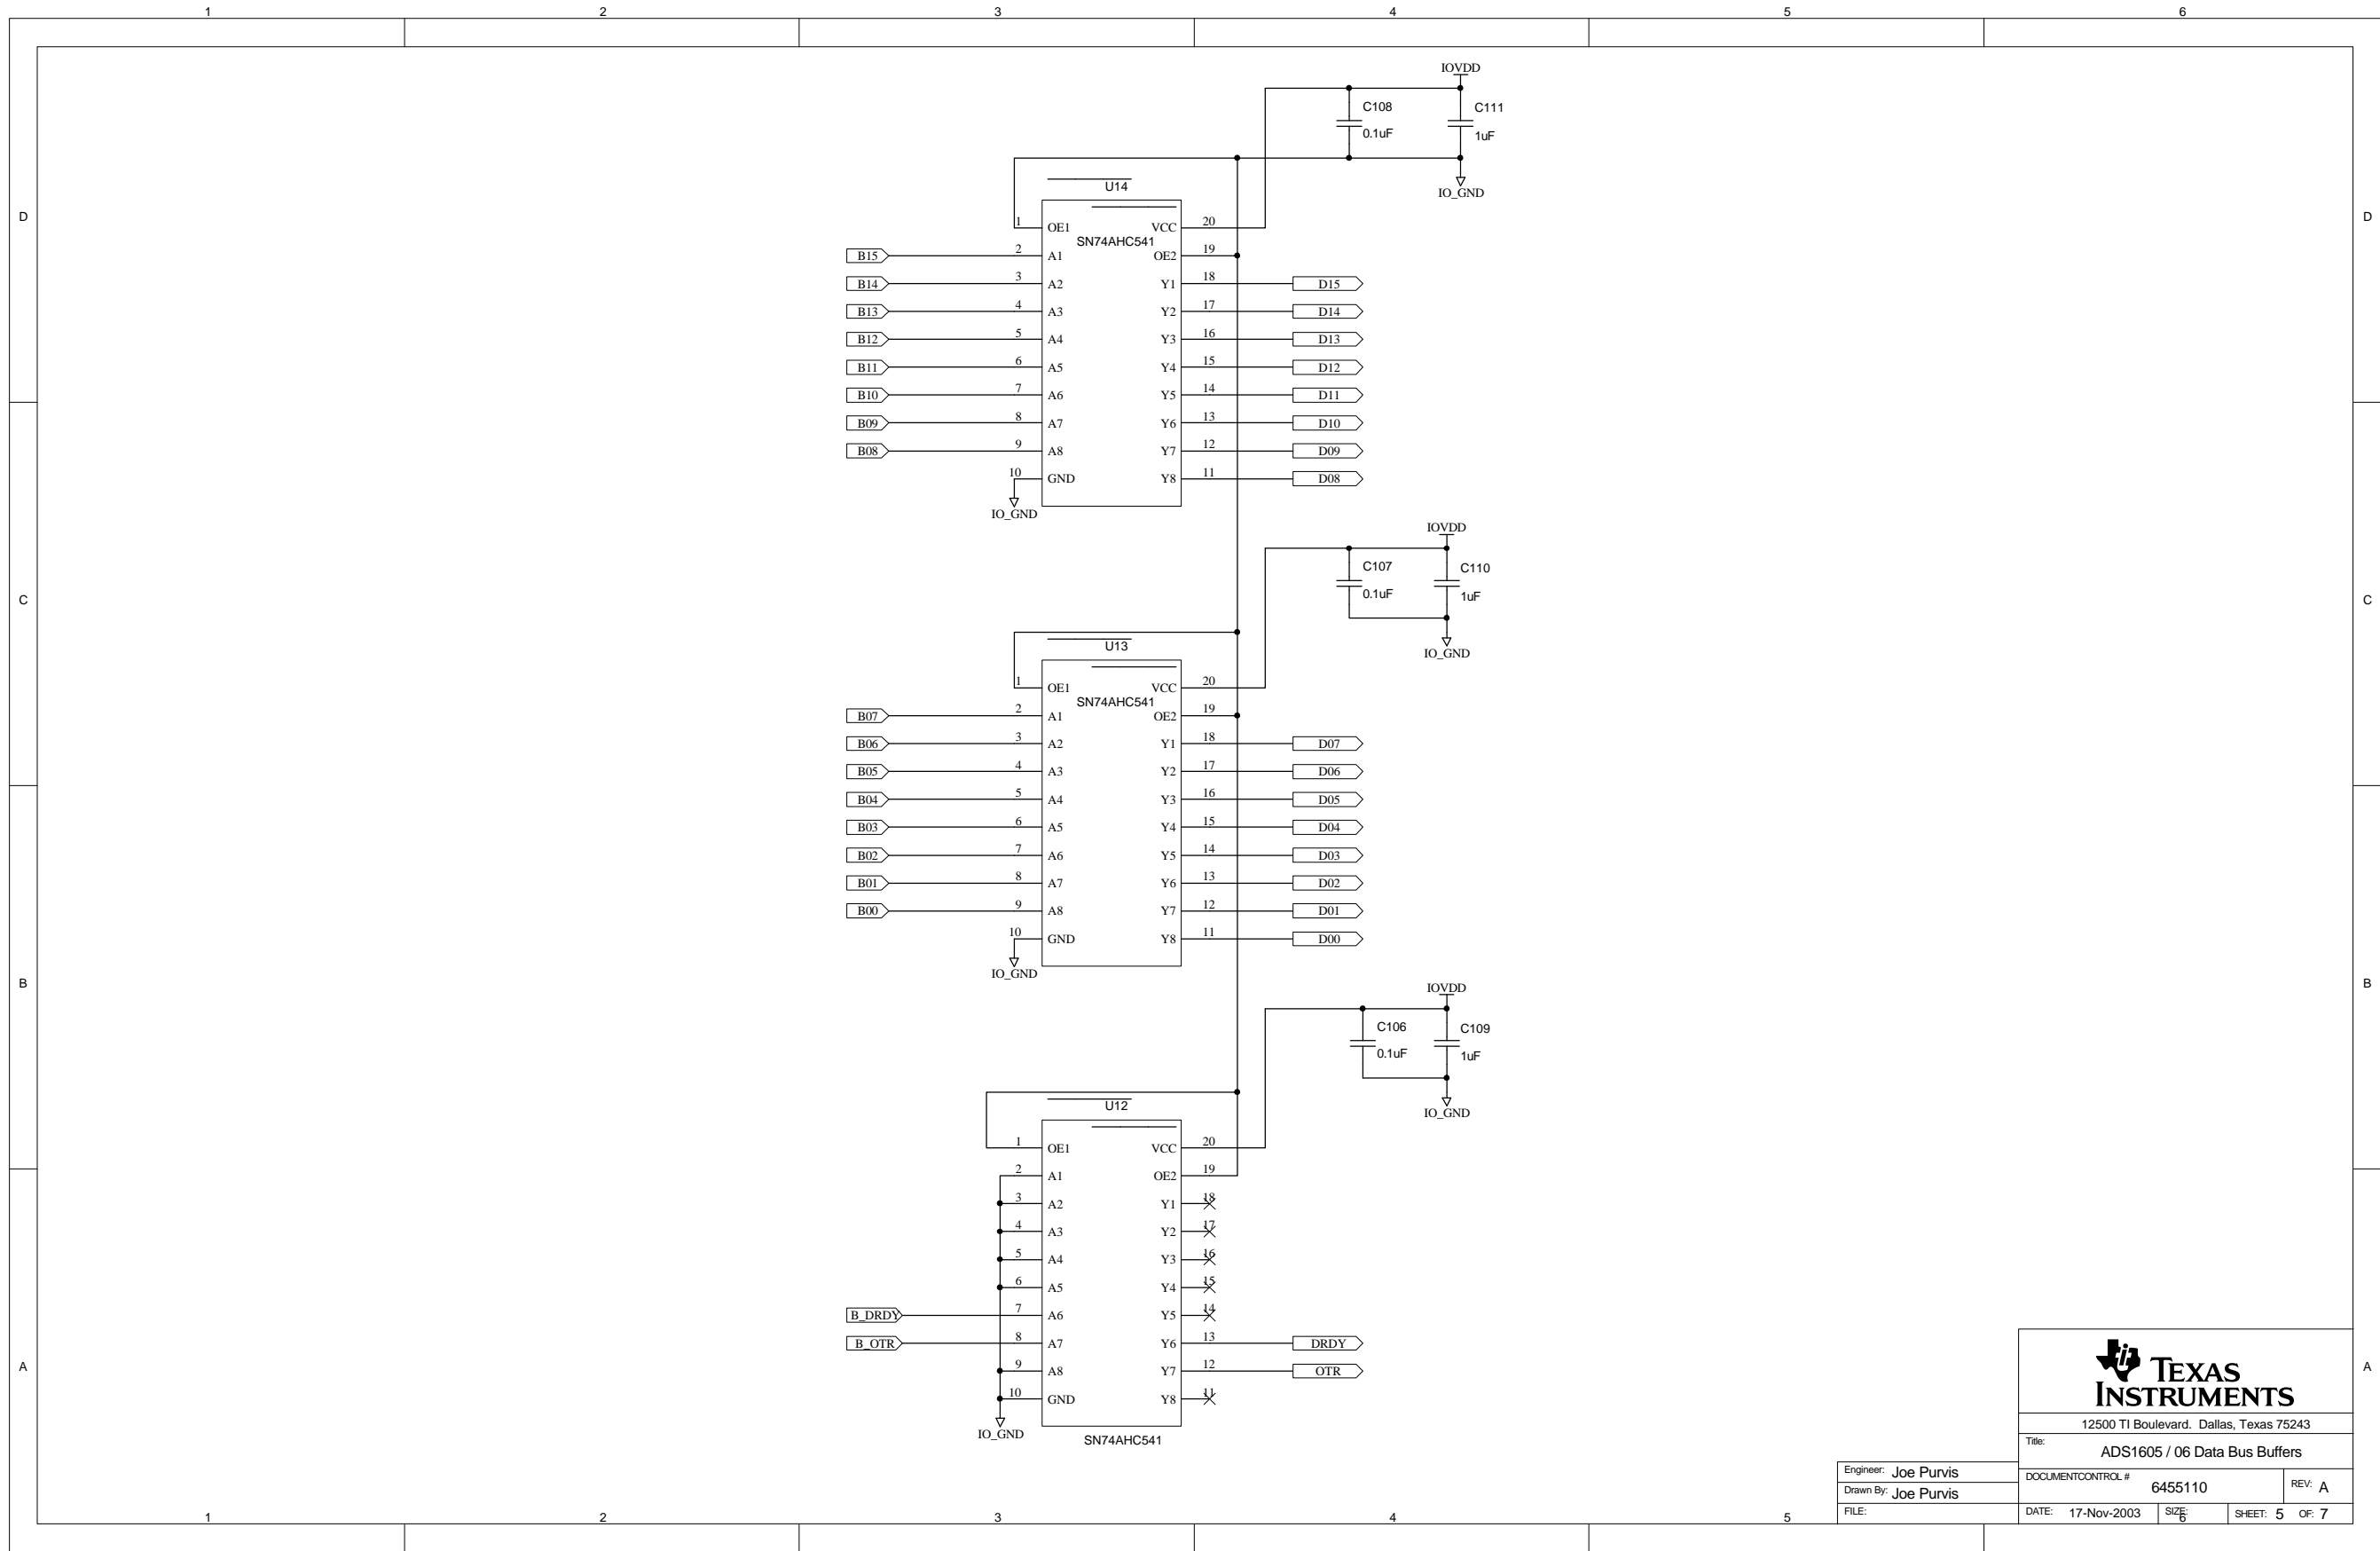 1 2 3 4 5 6
IOVDD
C108 C111
0.1uF 1uF
IO_GND
U14
D D
1 OE1 VCC 20
SN74AHC541
B15 2 A1 OE2 19
B14 3 A2 Y1 18 D15
B13 4 A3 Y2 17 D14
B12 5 A4 Y3 16 D13
B11 6 A5 Y4 15 D12
B10 7 A6 Y5 14 D11
B09 8 A7 Y6 13 D10
B08 9 A8 Y7 12 D09
10 GND Y8 11 D08
IO_GND
IOVDD
C107 C110
0.1uF 1uF
C C
U13
IO_GND
1 OE1 VCC 20
SN74AHC541
B07 2 A1 OE2 19
B06 3 A2 Y1 18 D07
B05 4 A3 Y2 17 D06
B04 5 A4 Y3 16 D05
B03 6 A5 Y4 15 D04
B02 7 A6 Y5 14 D03
B01 8 A7 Y6 13 D02
B00 9 A8 Y7 12 D01
10 GND Y8 11 D00
IO_GND
B B
IOVDD
C106 C109
0.1uF 1uF
U12
IO_GND
1 OE1 VCC 20
2 A1 OE2 19
3 A2 Y1 18
4 A3 Y2 17
5 A4 Y3 16
6 A5 Y4 15
B_DRDY 7 A6 Y5 14
B_OTR 8 A7 Y6 13 DRDY
A 9 A8 Y7 12 OTR A
10 GND Y8 11
IO_GND
SN74AHC541
TEXAS
INSTRUMENTS
12500 TI Boulevard. Dallas, Texas 75243
Title: ADS1605 / 06 Data Bus Buffers
Engineer: Joe Purvis
Drawn By: Joe Purvis
FILE:
DOCUMENTCONTROL # 6455110 REV: A
DATE: 17-Nov-2003 SIZE: 6 SHEET: 5 OF: 7
1 2 3 4 5